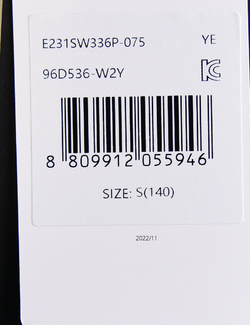 E231SW336P-075 YE
96D536-W2Y
8 809912 055946
SIZE: S(140)
2022/11